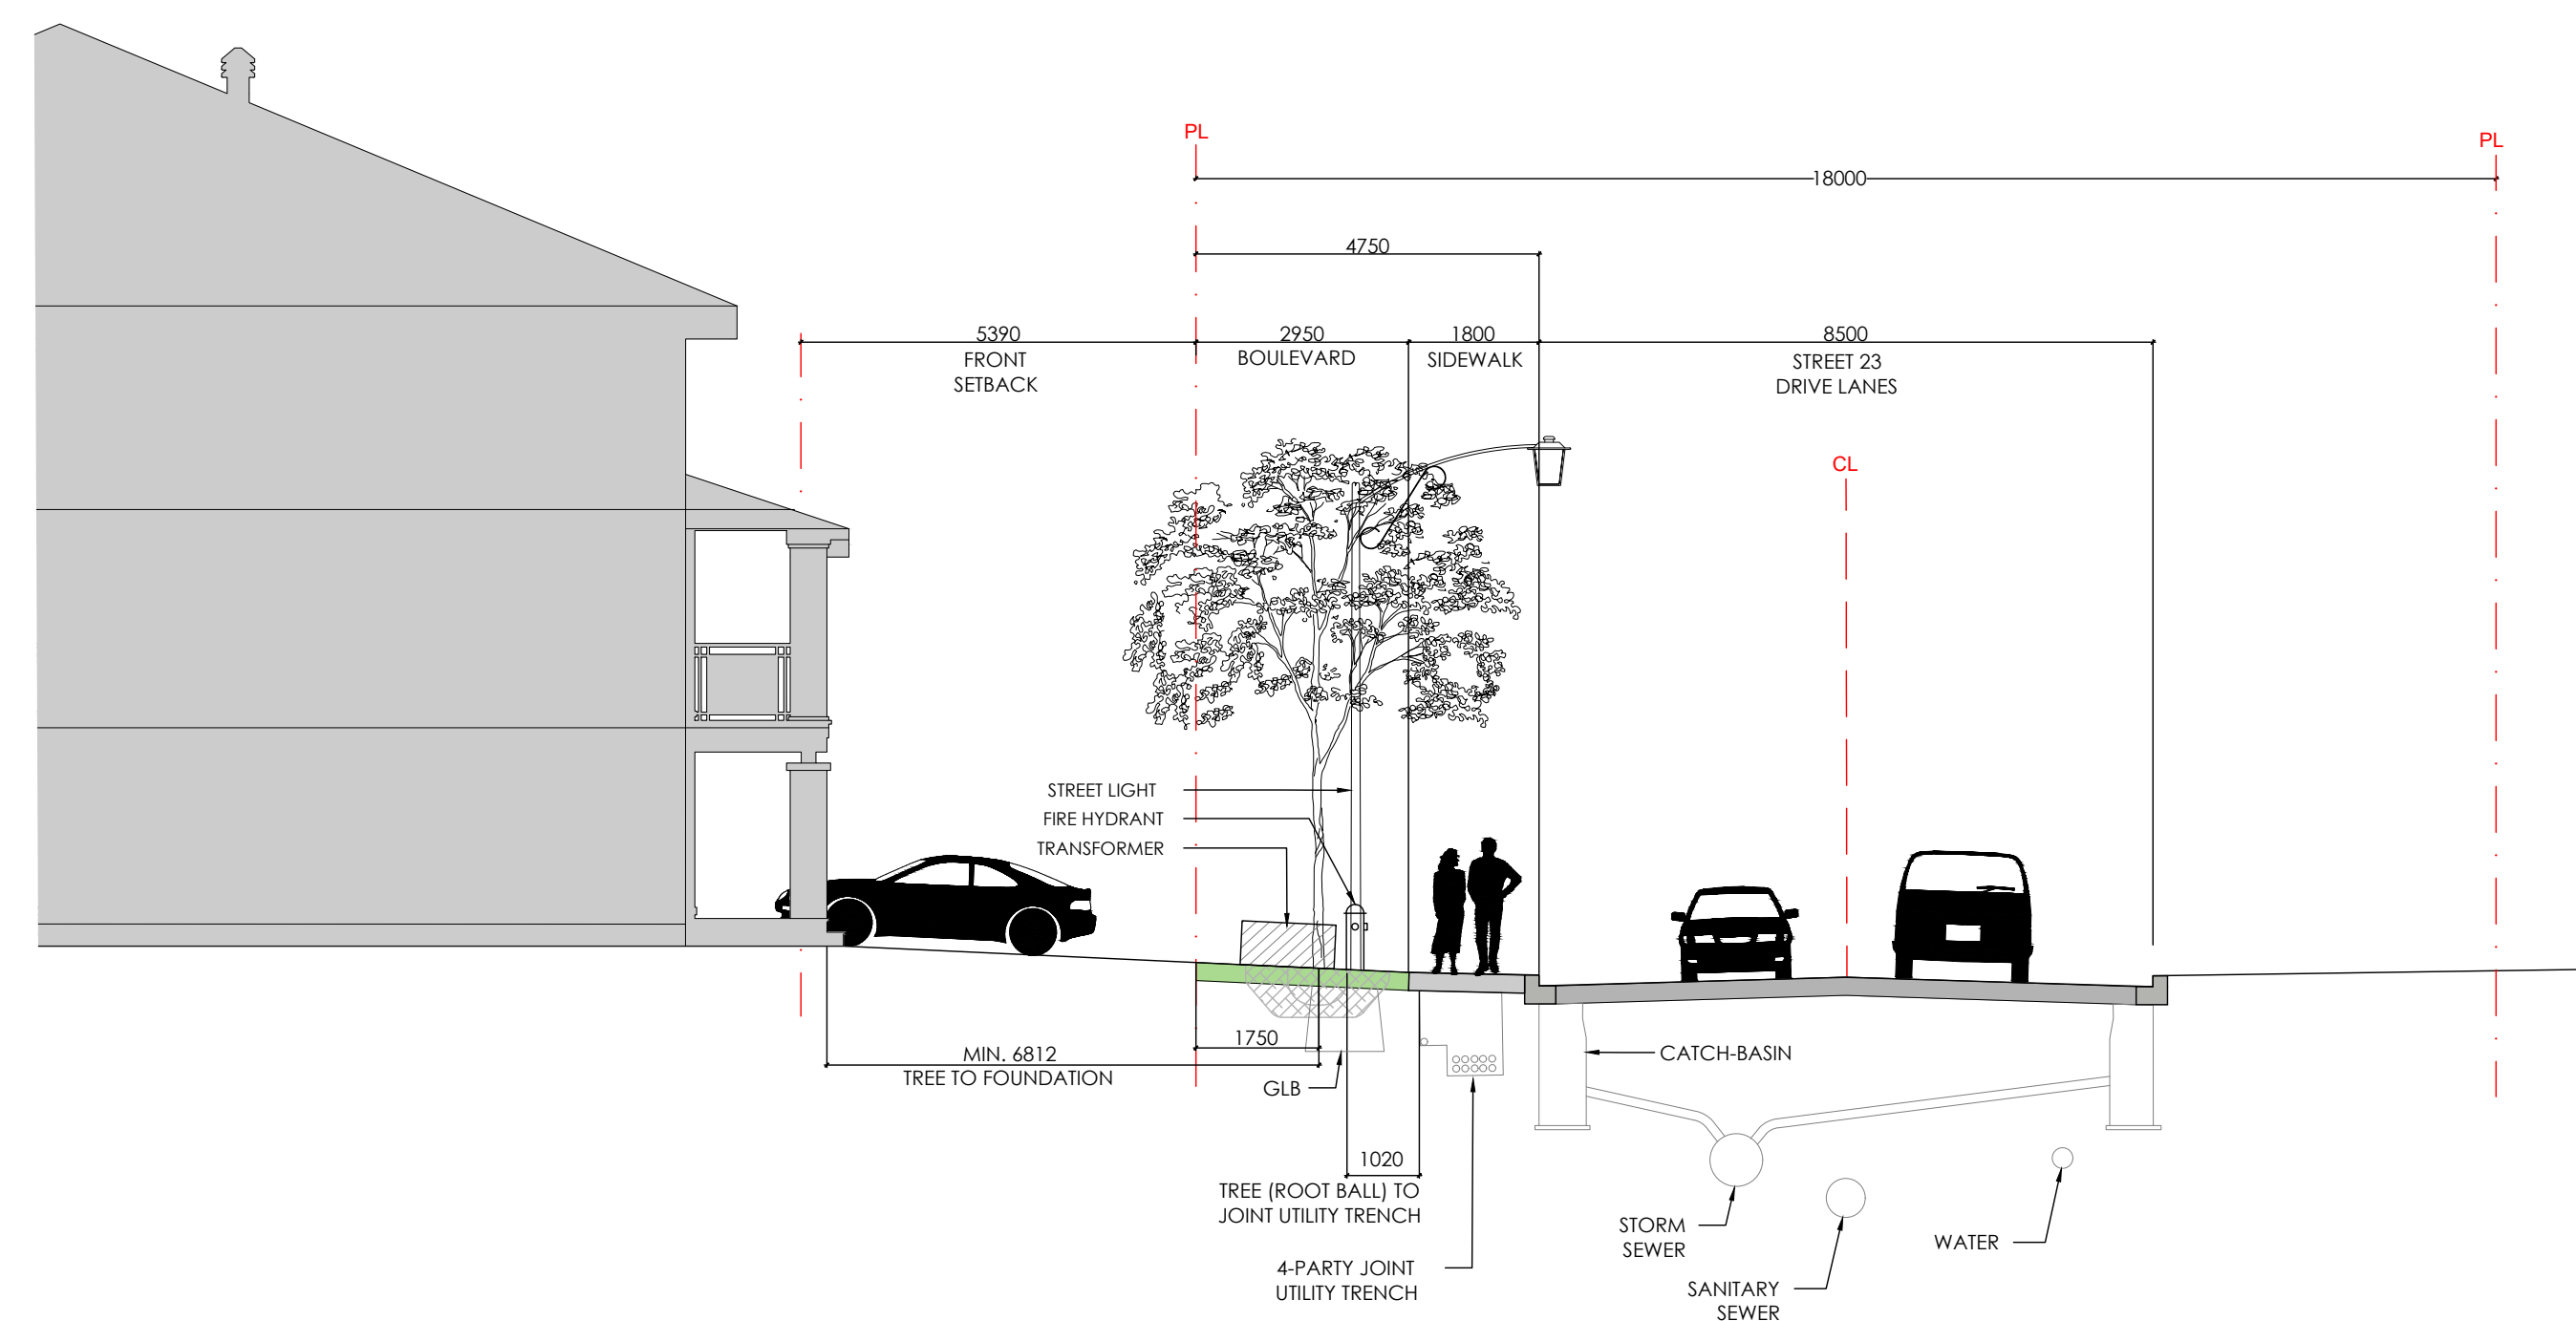 PL
PL
18000
4750
5390
FRONT
SETBACK
2950
BOULEVARD
1800
SIDEWALK
8500
STREET 23
DRIVE LANES
CL
STREET LIGHT
FIRE HYDRANT
TRANSFORMER
1750
MIN. 6812
TREE TO FOUNDATION
GLB
CATCH-BASIN
1020
TREE (ROOT BALL) TO
JOINT UTILITY TRENCH
4-PARTY JOINT
UTILITY TRENCH
STORM
SEWER
SANITARY
SEWER
WATER